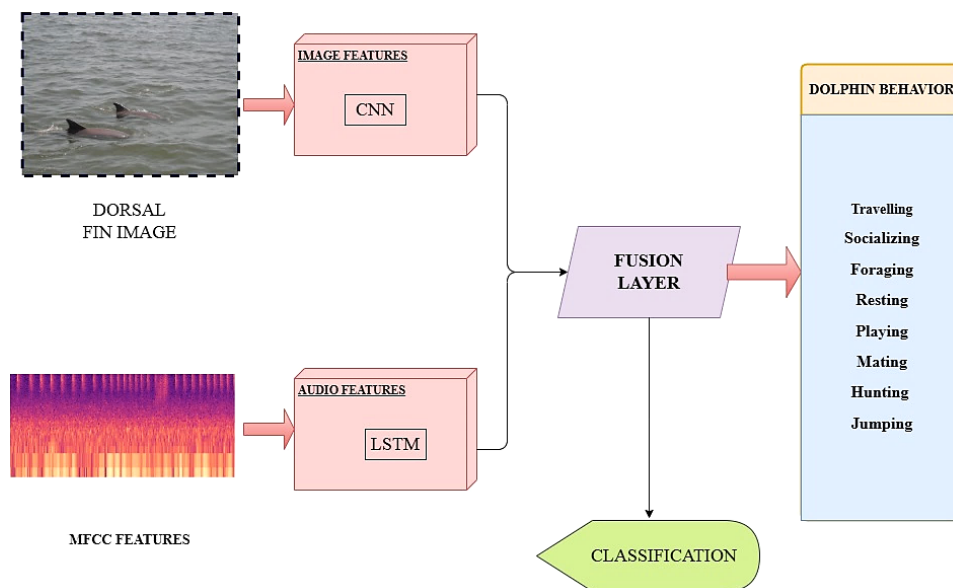 IMAGE FEATURES
CNN
DORSAL
FIN IMAGE
AUDIO FEATURES
LSTM
MFCC FEATURES
FUSION
LAYER
CLASSIFICATION
DOLPHIN BEHAVIOR
Travelling
Socializing
Foraging
Resting
Playing
Mating
Hunting
Jumping